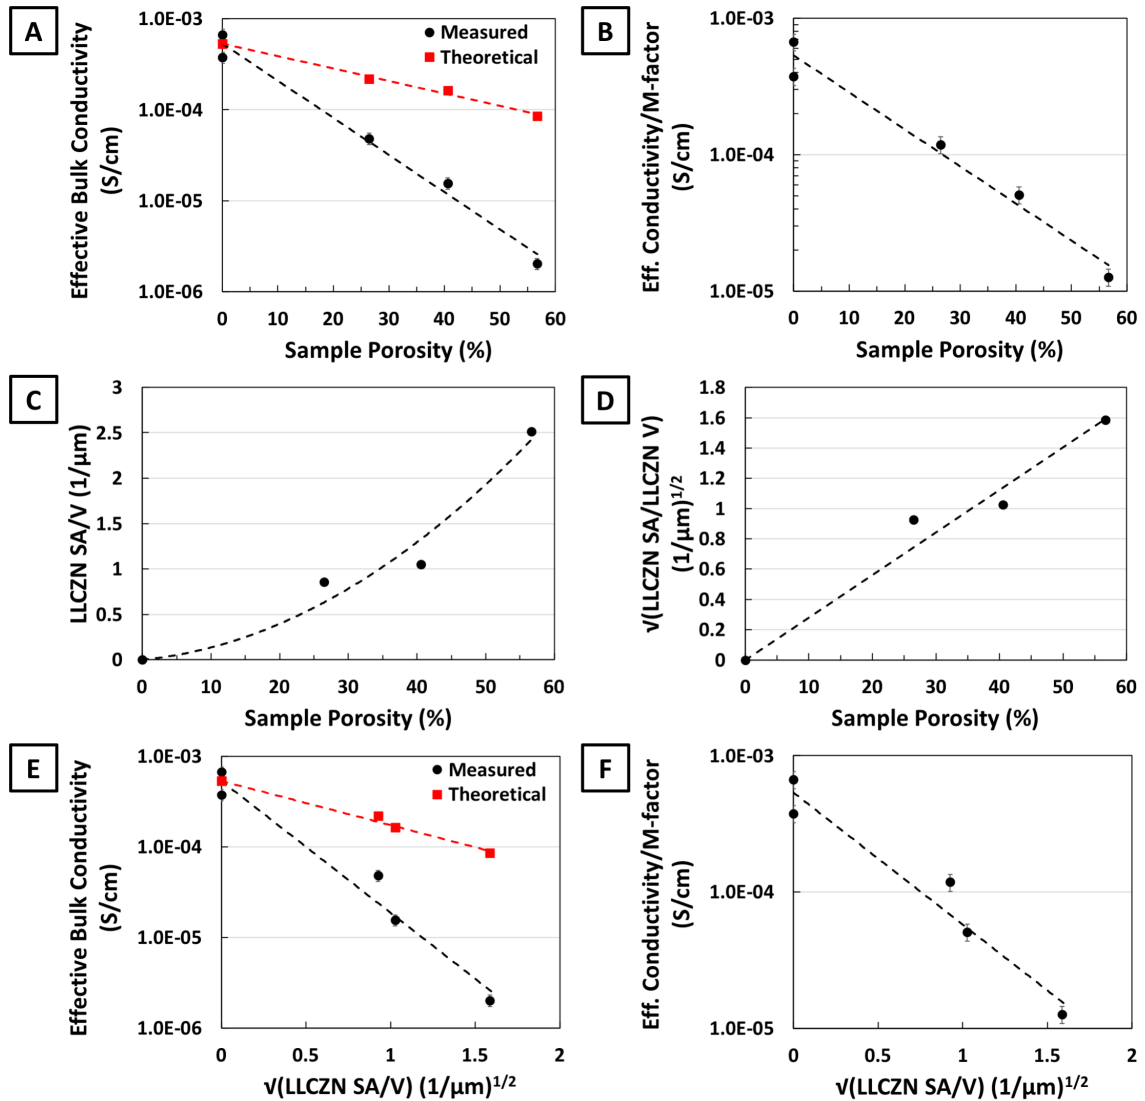 A
Effective Bulk Conductivity
(S/cm)
1.0E-03
1.0E-04
1.0E-05
1.0E-06
Measured
Theoretical
0 10 20 30 40 50 60
Sample Porosity (%)
B
Eff. Conductivity/M-factor
(S/cm)
1.0E-03
1.0E-04
1.0E-05
0 10 20 30 40 50 60
Sample Porosity (%)
C
LLCZN SA/V (1/μm)
3
2.5
2
1.5
1
0.5
0
0 10 20 30 40 50 60
Sample Porosity (%)
D
√(LLCZN SA/LLCZN V)
(1/μm)1/2
1.8
1.6
1.4
1.2
1
0.8
0.6
0.4
0.2
0
0 10 20 30 40 50 60
Sample Porosity (%)
E
Effective Bulk Conductivity
(S/cm)
1.0E-03
1.0E-04
1.0E-05
1.0E-06
Measured
Theoretical
0 0.5 1 1.5 2
√(LLCZN SA/V) (1/μm)1/2
F
Eff. Conductivity/M-factor
(S/cm)
1.0E-03
1.0E-04
1.0E-05
0 0.5 1 1.5 2
√(LLCZN SA/V) (1/μm)1/2